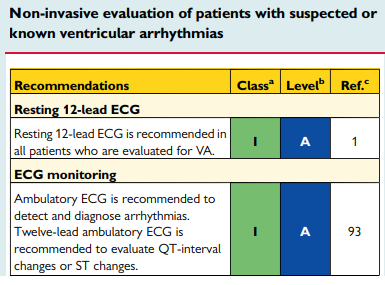 Non-invasive evaluation of patients with suspected or
known ventricular arrhythmias
Recommendations Classᵃ Levelᵇ Ref.ᶜ
Resting 12-lead ECG
Resting 12-lead ECG is recommended in
all patients who are evaluated for VA.
I A 1
ECG monitoring
Ambulatory ECG is recommended to
detect and diagnose arrhythmias.
Twelve-lead ambulatory ECG is
recommended to evaluate QT-interval
changes or ST changes.
I A 93